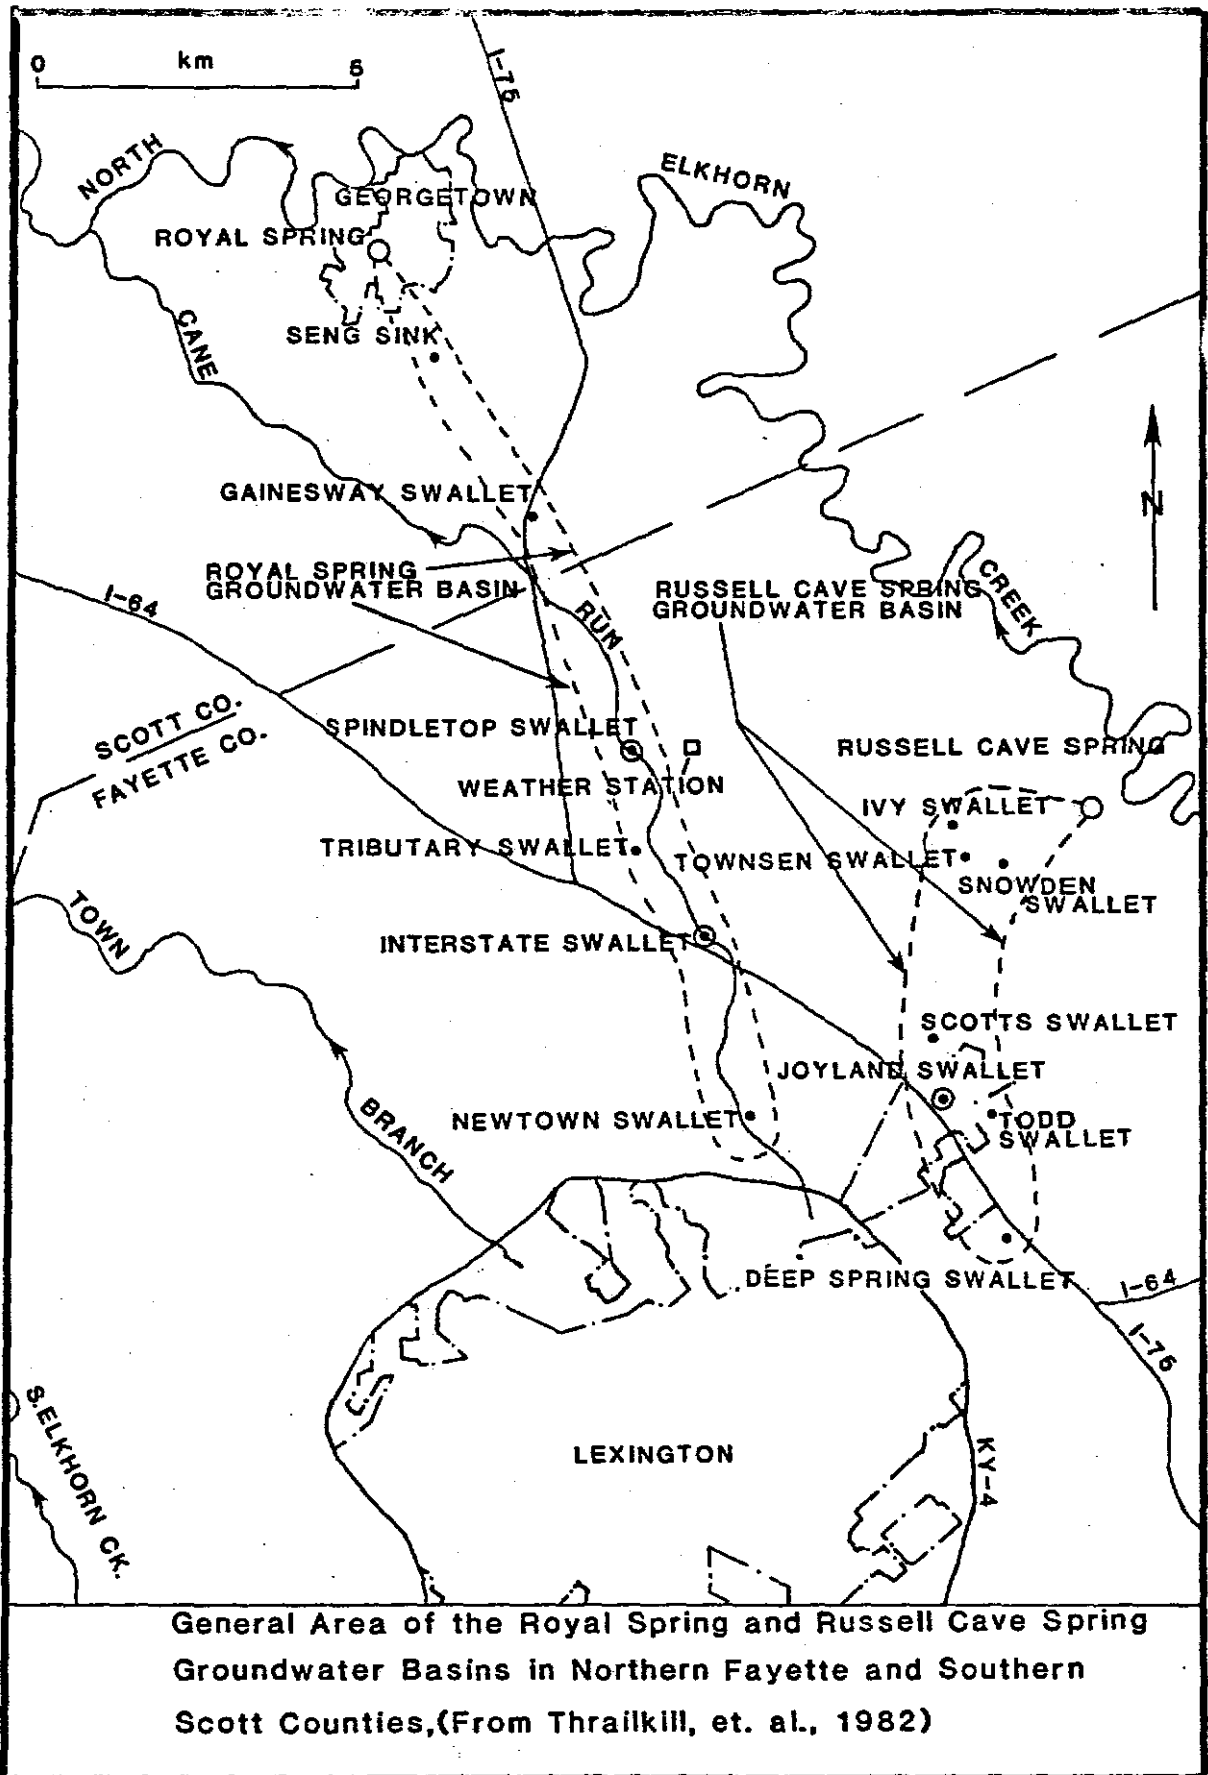 0 km 5
I-75
NORTH
ELKHORN
GEORGETOWN
ROYAL SPRING
CANE
SENG SINK
GAINESWAY SWALLET
N
ROYAL SPRING
GROUNDWATER BASIN
RUSSELL CAVE SPRING
GROUNDWATER BASIN
CREEK
I-64
RUN
SCOTT CO.
FAYETTE CO.
SPINDLETOP SWALLET
RUSSELL CAVE SPRING
WEATHER STATION
IVY SWALLET
TRIBUTARY SWALLET
TOWNSEN SWALLET
SNOWDEN
SWALLET
TOWN
INTERSTATE SWALLET
SCOTTS SWALLET
JOYLAND SWALLET
BRANCH
NEWTOWN SWALLET
TODD
SWALLET
DEEP SPRING SWALLET
I-64
I-75
S.ELKHORN CK.
LEXINGTON
KY-4
General Area of the Royal Spring and Russell Cave Spring
Groundwater Basins in Northern Fayette and Southern
Scott Counties,(From Thrailkill, et. al., 1982)